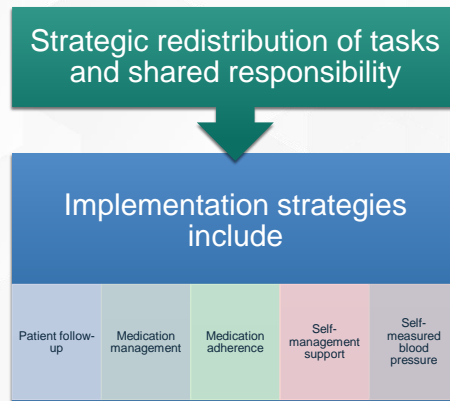 Strategic redistribution of tasks
and shared responsibility
Implementation strategies
include
Patient follow-
up
Medication
management
Medication
adherence
Self-
management
support
Self-
measured
blood
pressure